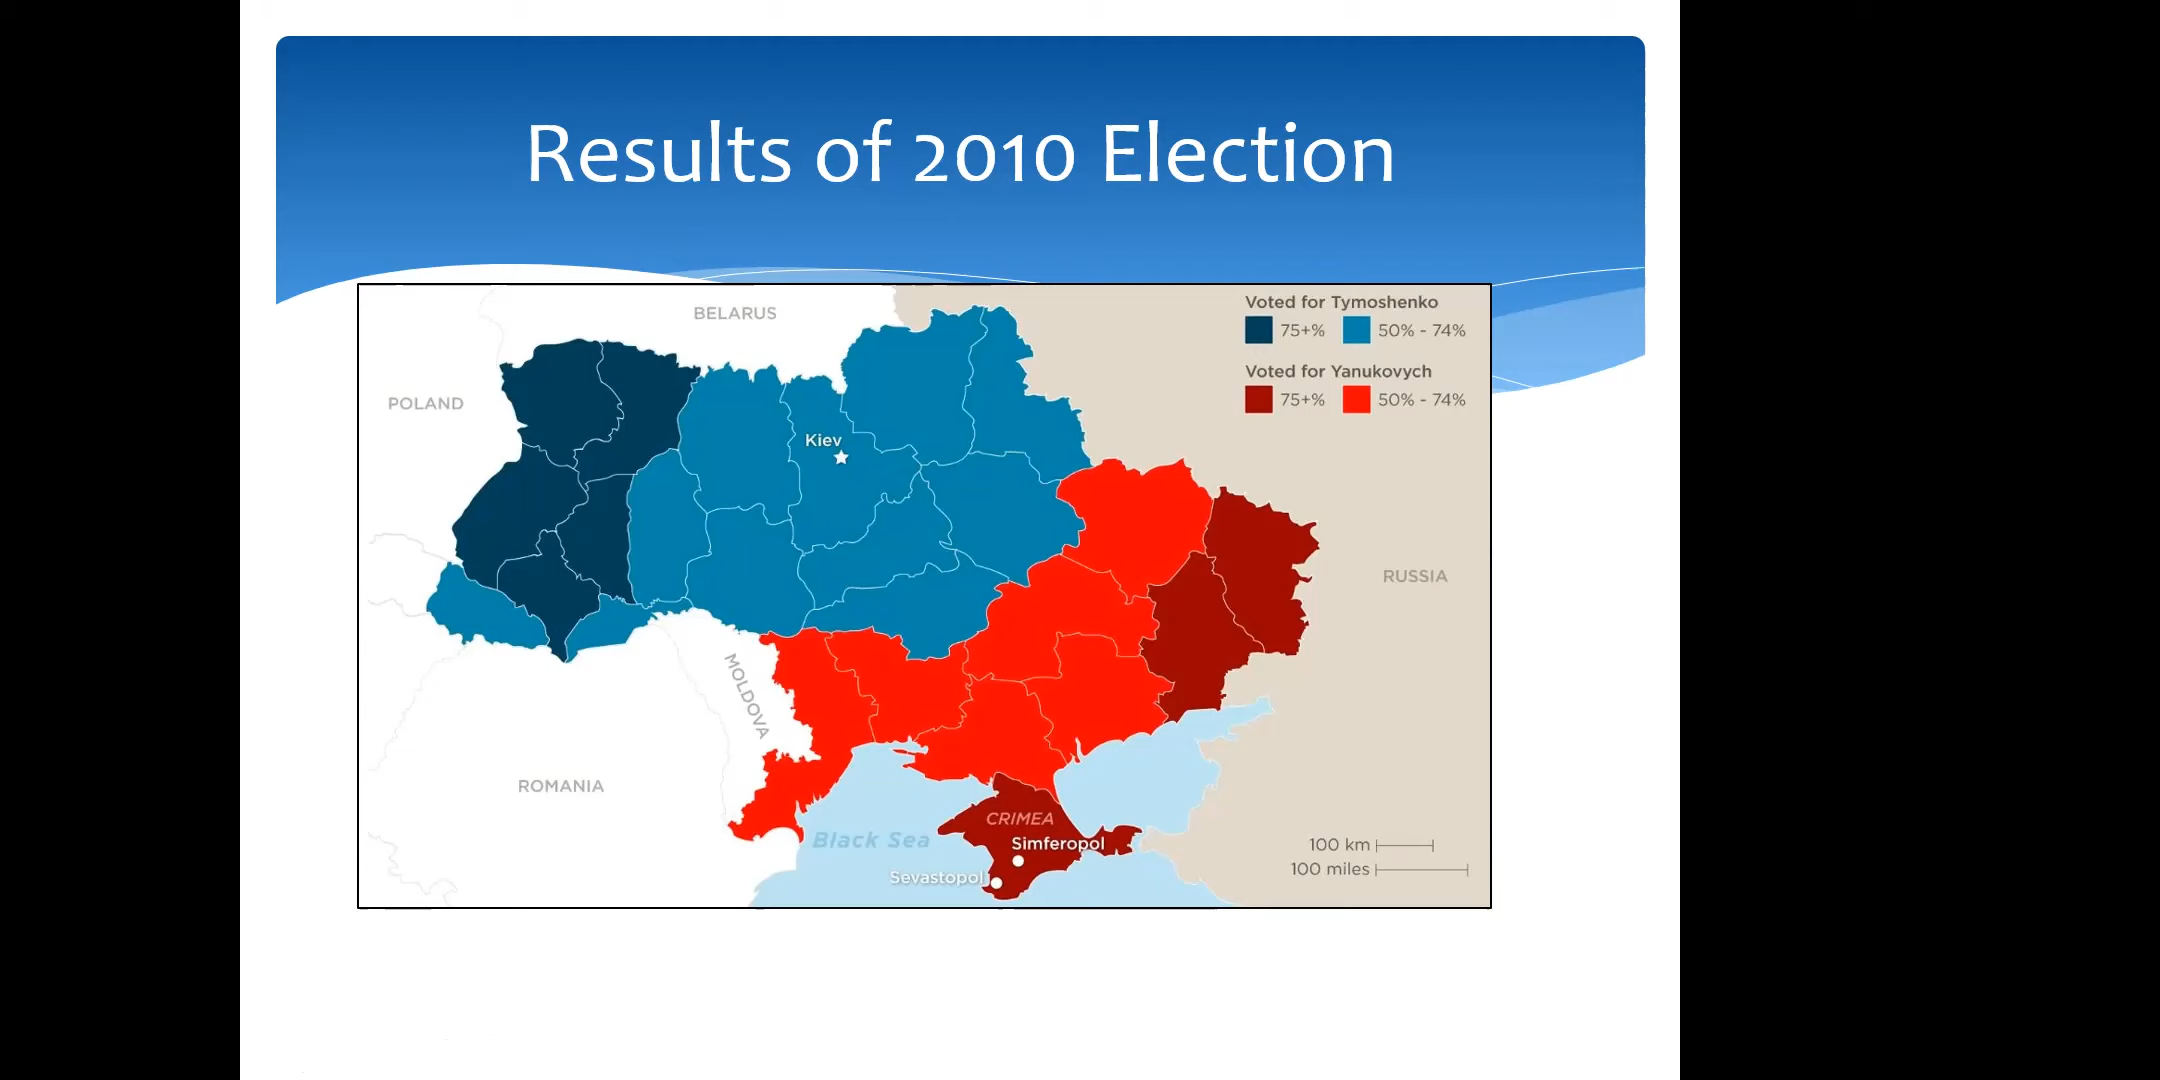 Results of 2010 Election
Voted for Tymoshenko
75+% 50% - 74%
Voted for Yanukovych
75+% 50% - 74%
BELARUS
POLAND
Kiev
RUSSIA
MOLDOVA
ROMANIA
CRIMEA
Simferopol
Black Sea
Sevastopol
100 km
100 miles